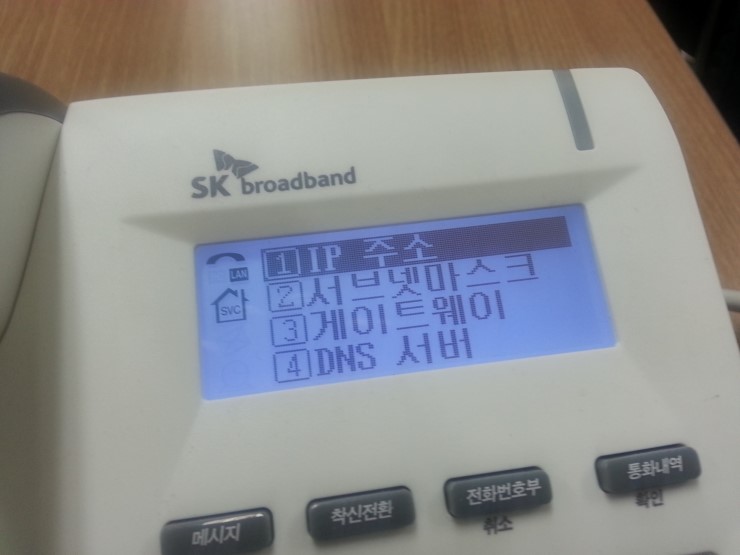 SK broadband
LAN
SVC
1 IP 주소
2 서브넷마스크
3 게이트웨이
4 DNS 서버
메시지
착신전환
전화번호부
취소
통화내역
확인